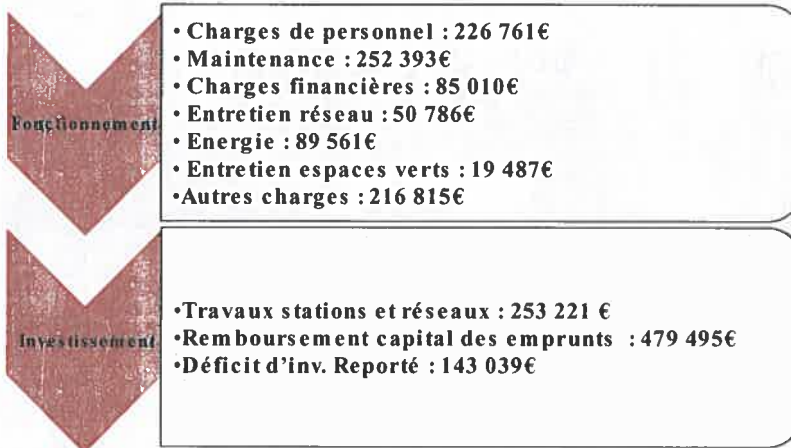 Fonctionnement
• Charges de personnel : 226 761€
• Maintenance : 252 393€
• Charges financières : 85 010€
• Entretien réseau : 50 786€
• Energie : 89 561€
• Entretien espaces verts : 19 487€
•Autres charges : 216 815€
Investissement
•Travaux stations et réseaux : 253 221 €
•Remboursement capital des emprunts : 479 495€
•Déficit d'inv. Reporté : 143 039€